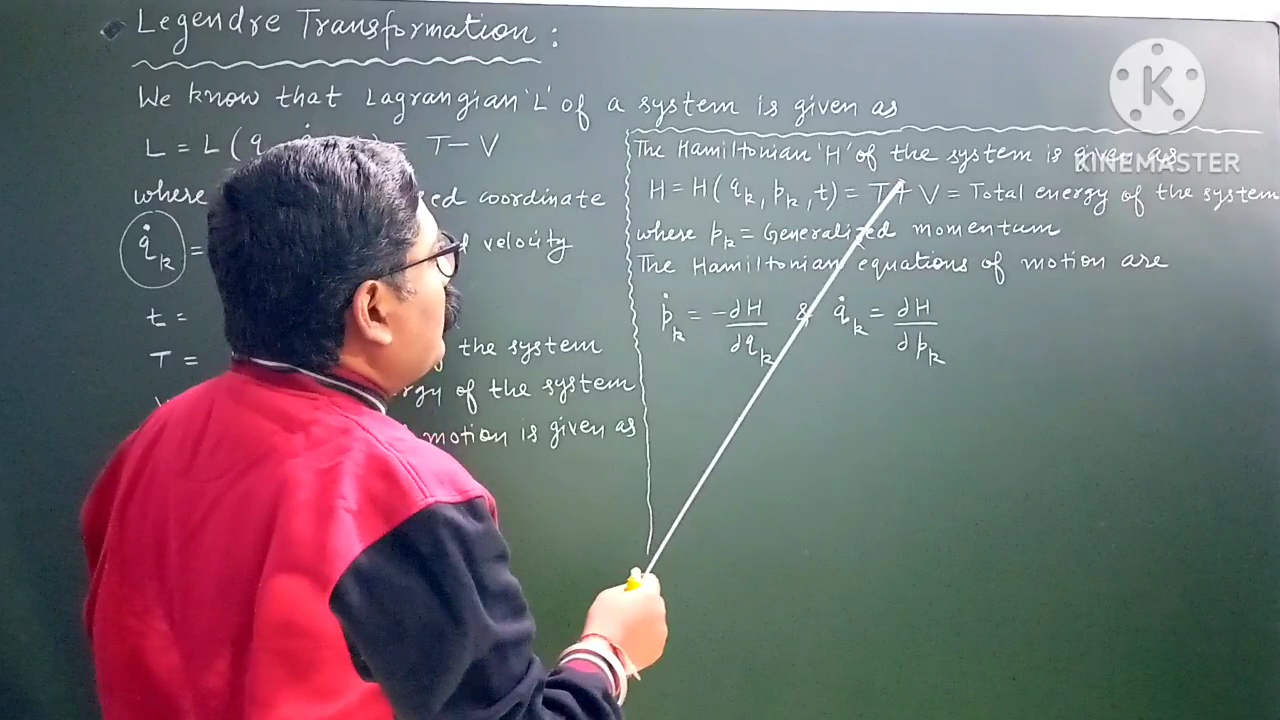 Legendre Transformation :
We know that Lagrangian 'L' of a system is given as
L = L ( q = T - V
where coordinate
q̇k = velocity
t =
T = the system
of the system
motion is given as
The Hamiltonian 'H' of the system is given as
H = H ( qk , pk , t ) = T + V = Total energy of the system
where pk = Generalized momentum
The Hamiltonian equations of motion are
ṗk = -∂H/∂qk & q̇k = ∂H/∂pk
K
KINEMASTER